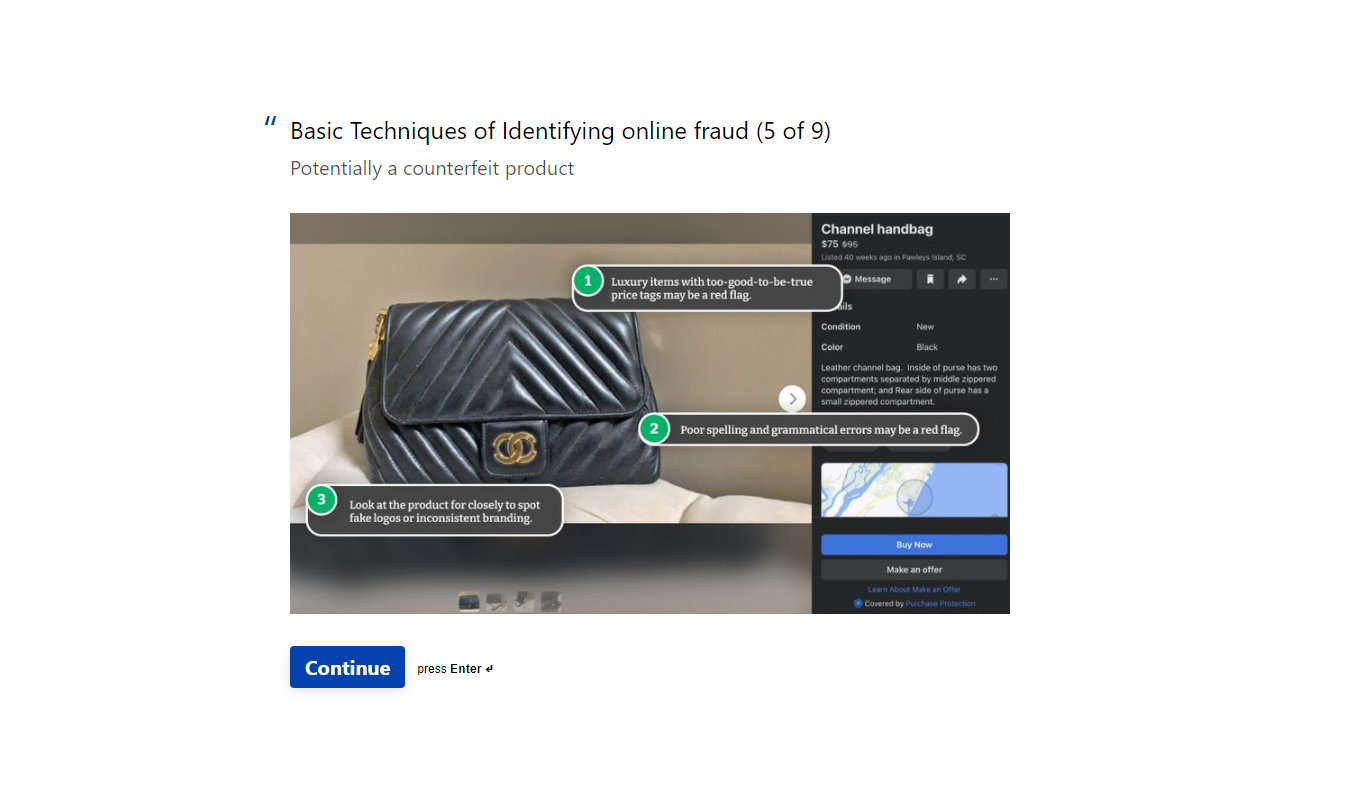 Basic Techniques of Identifying online fraud (5 of 9)
Potentially a counterfeit product
Channel handbag
$75 $95
Listed 40 weeks ago in Pawleys Island, SC
1
Luxury items with too-good-to-be-true
price tags may be a red flag.
Message
ils
Condition New
Color Black
Leather channel bag. Inside of purse has two
compartments separated by middle zippered
compartment; and Rear side of purse has a
small zippered compartment.
2
Poor spelling and grammatical errors may be a red flag.
3
Look at the product for closely to spot
fake logos or inconsistent branding.
Buy Now
Make an offer
Learn About Make an Offer
Covered by Purchase Protection
Continue
press Enter ↵